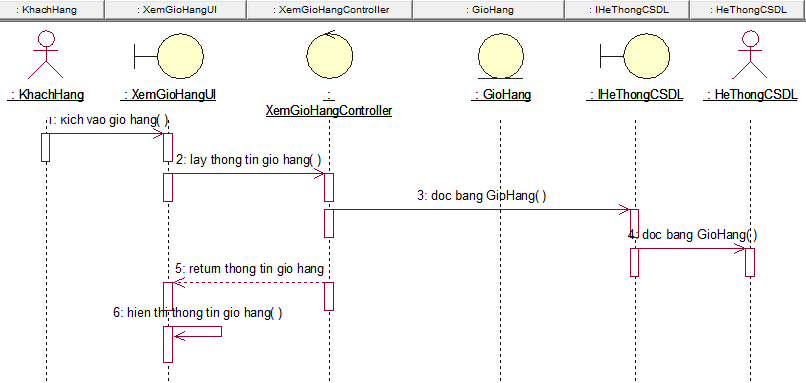 : KhachHang
: XemGioHangUI
: XemGioHangController
: GioHang
: IHeThongCSDL
: HeThongCSDL
: KhachHang
: XemGioHangUI
:
XemGioHangController
: GioHang
: IHeThongCSDL
: HeThongCSDL
1: kich vao gio hang( )
2: lay thong tin gio hang( )
3: doc bang GioHang( )
4: doc bang GioHang( )
5: return thong tin gio hang
6: hien thi thong tin gio hang( )